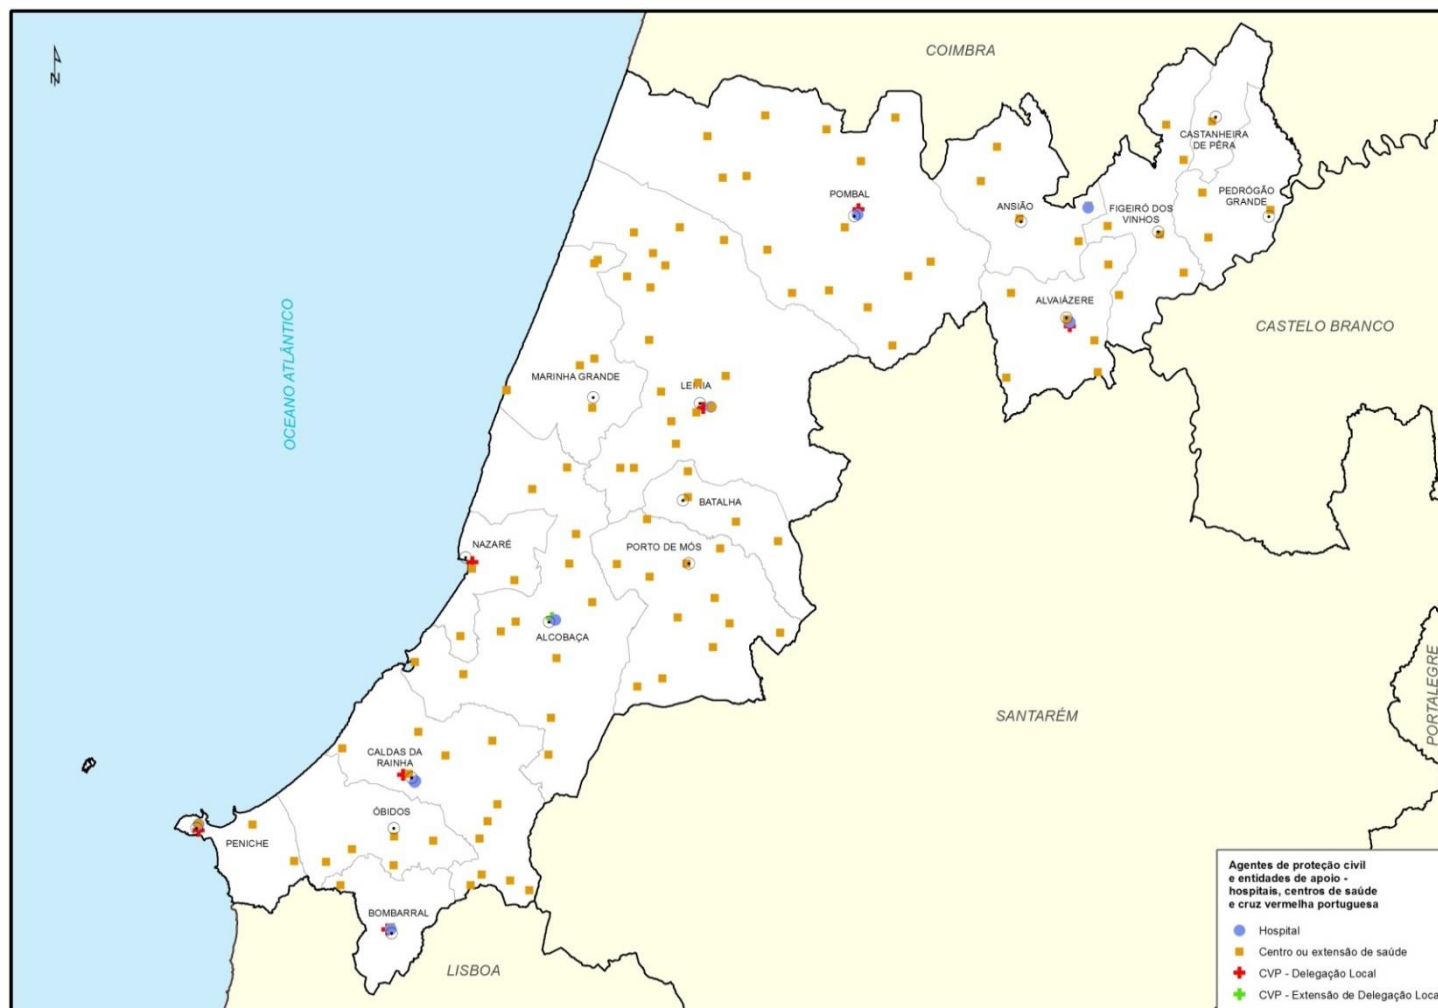 N
COIMBRA
CASTANHEIRA
DE PÊRA
POMBAL
ANSIÃO
FIGEIRÓ DOS
VINHOS
PEDRÓGÃO
GRANDE
ALVAIÁZERE
CASTELO BRANCO
OCEANO ATLÂNTICO
MARINHA GRANDE
LEIRIA
BATALHA
NAZARÉ
PORTO DE MÓS
ALCOBAÇA
SANTARÉM
PORTALEGRE
CALDAS DA
RAINHA
ÓBIDOS
PENICHE
BOMBARRAL
LISBOA
Agentes de proteção civil
e entidades de apoio -
hospitais, centros de saúde
e cruz vermelha portuguesa
Hospital
Centro ou extensão de saúde
CVP - Delegação Local
CVP - Extensão de Delegação Local